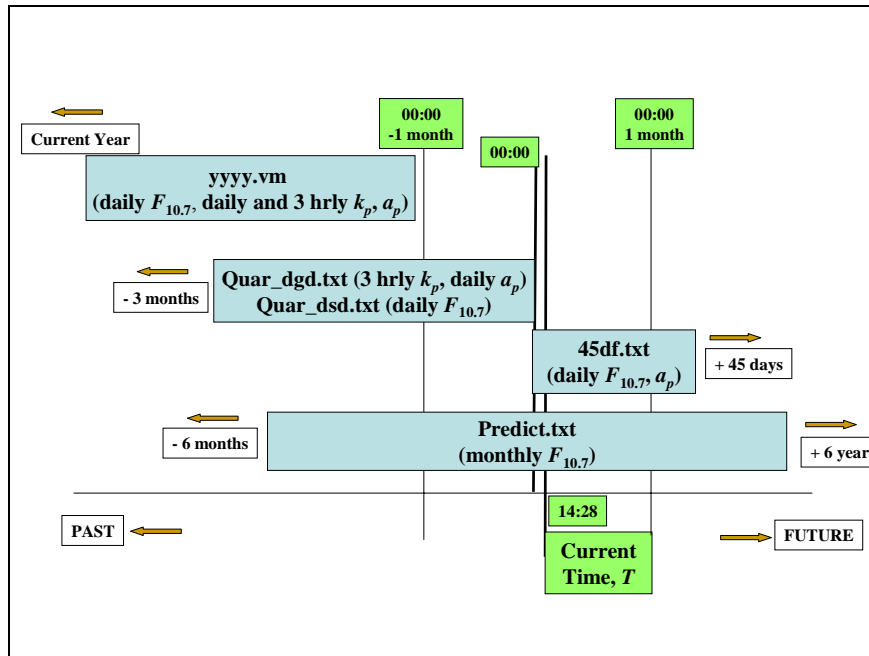 00:00
-1 month
00:00
1 month
Current Year
00:00
yyyy.vm
(daily F10.7, daily and 3 hrly kp, ap)
Quar_dgd.txt (3 hrly kp, daily ap)
Quar_dsd.txt (daily F10.7)
- 3 months
45df.txt
(daily F10.7, ap)
+ 45 days
Predict.txt
(monthly F10.7)
- 6 months
+ 6 year
14:28
PAST
FUTURE
Current
Time, T